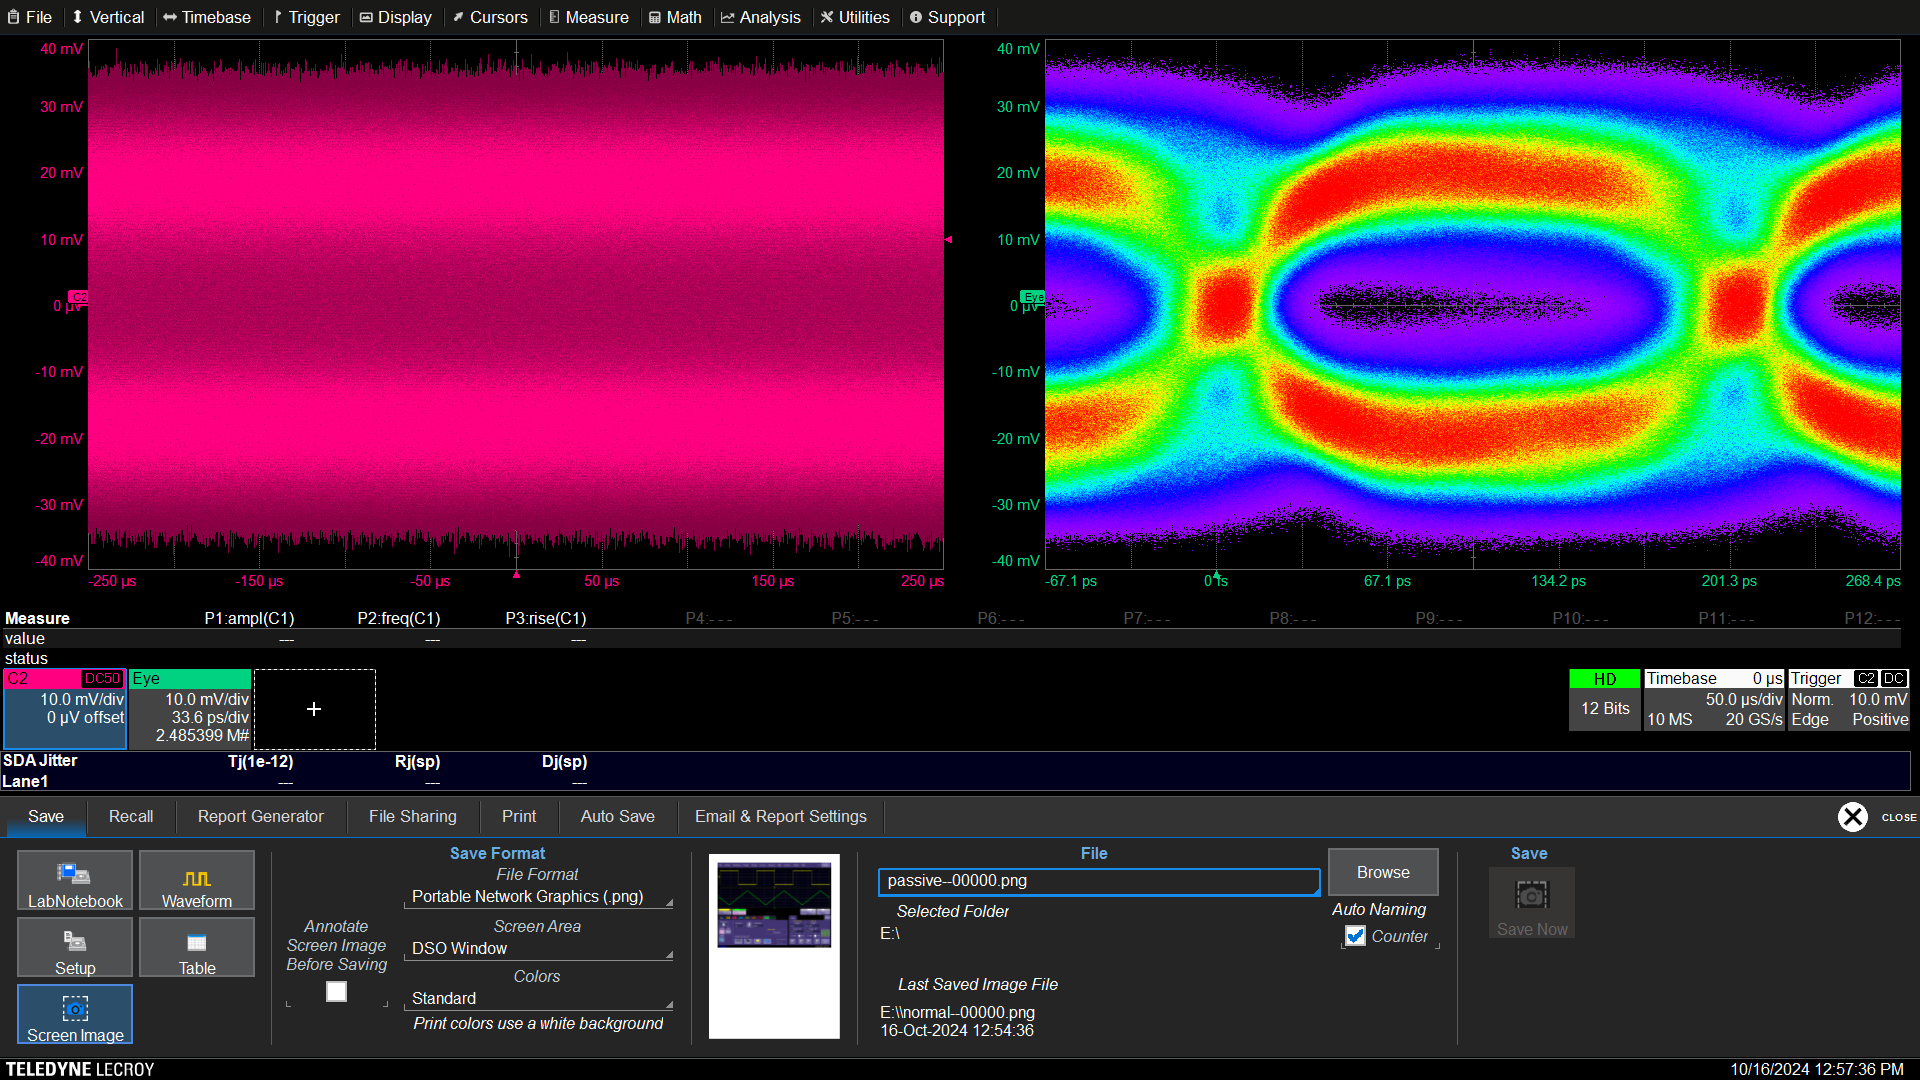 File Vertical Timebase Trigger Display Cursors Measure Math Analysis Utilities Support
40 mV
30 mV
20 mV
10 mV
C2
0 µV
-10 mV
-20 mV
-30 mV
-40 mV
-250 µs -150 µs -50 µs 50 µs 150 µs 250 µs
40 mV
30 mV
20 mV
10 mV
Eye
0 µV
-10 mV
-20 mV
-30 mV
-40 mV
-67.1 ps 0 fs 67.1 ps 134.2 ps 201.3 ps 268.4 ps
Measure P1:ampl(C1) P2:freq(C1) P3:rise(C1) P4:- - - P5:- - - P6:- - - P7:- - - P8:- - - P9:- - - P10:- - - P11:- - - P12:- - -
value --- --- ---
status
C2 DC50
10.0 mV/div
0 µV offset
Eye
10.0 mV/div
33.6 ps/div
2.485399 M#
+
HD
12 Bits
Timebase 0 µs
50.0 µs/div
10 MS 20 GS/s
Trigger C2 DC
Norm. 10.0 mV
Edge Positive
SDA Jitter Tj(1e-12) Rj(sp) Dj(sp)
Lane1 --- --- ---
Save Recall Report Generator File Sharing Print Auto Save Email & Report Settings
CLOSE
LabNotebook
Waveform
Setup
Table
Screen Image
Annotate
Screen Image
Before Saving
Save Format
File Format
Portable Network Graphics (.png)
Screen Area
DSO Window
Colors
Standard
Print colors use a white background
File
passive--00000.png
Browse
Selected Folder
E:\
Auto Naming
Counter
Last Saved Image File
E:\\normal--00000.png
16-Oct-2024 12:54:36
Save
Save Now
TELEDYNE LECROY
10/16/2024 12:57:36 PM